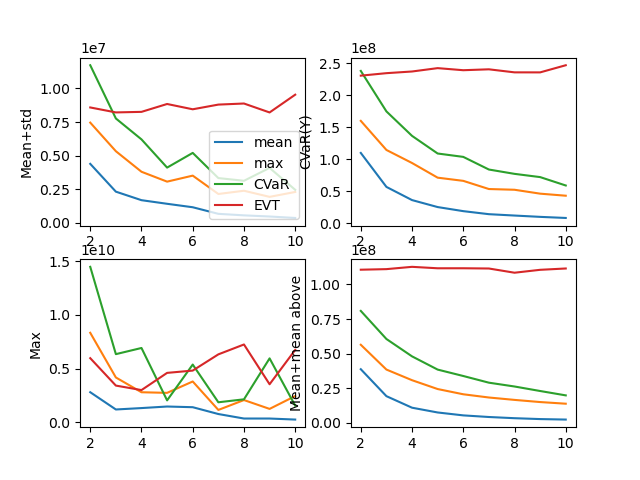 1e7
1.00
0.75
0.50
0.25
0.00
Mean+std
2 4 6 8 10
mean
max
CVaR
EVT
1e8
2.5
2.0
1.5
1.0
0.5
0.0
CVaR(Y)
2 4 6 8 10
1e10
1.5
1.0
0.5
0.0
Max
2 4 6 8 10
1e8
1.00
0.75
0.50
0.25
0.00
Mean+mean above
2 4 6 8 10